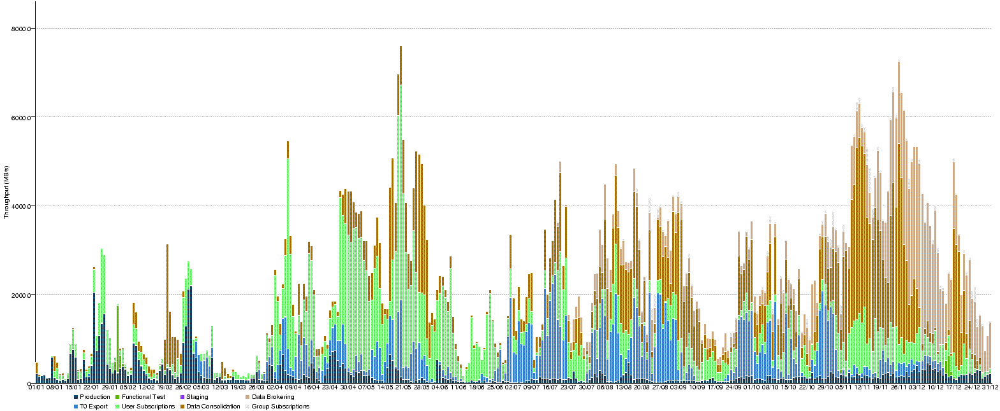 8000.0
6000.0
4000.0
2000.0
0
Throughput (MB/s)
01/01 08/01 15/01 22/01 29/01 05/02 12/02 19/02 26/02 05/03 12/03 19/03 26/03 02/04 09/04 16/04 23/04 30/04 07/05 14/05 21/05 28/05 04/06 11/06 18/06 25/06 02/07 09/07 16/07 23/07 30/07 06/08 13/08 20/08 27/08 03/09 10/09 17/09 24/09 01/10 08/10 15/10 22/10 29/10 05/11 12/11 19/11 26/11 03/12 10/12 17/12 24/12 31/12
Production Functional Test Staging Data Brokering
T0 Export User Subscriptions Data Consolidation Group Subscriptions